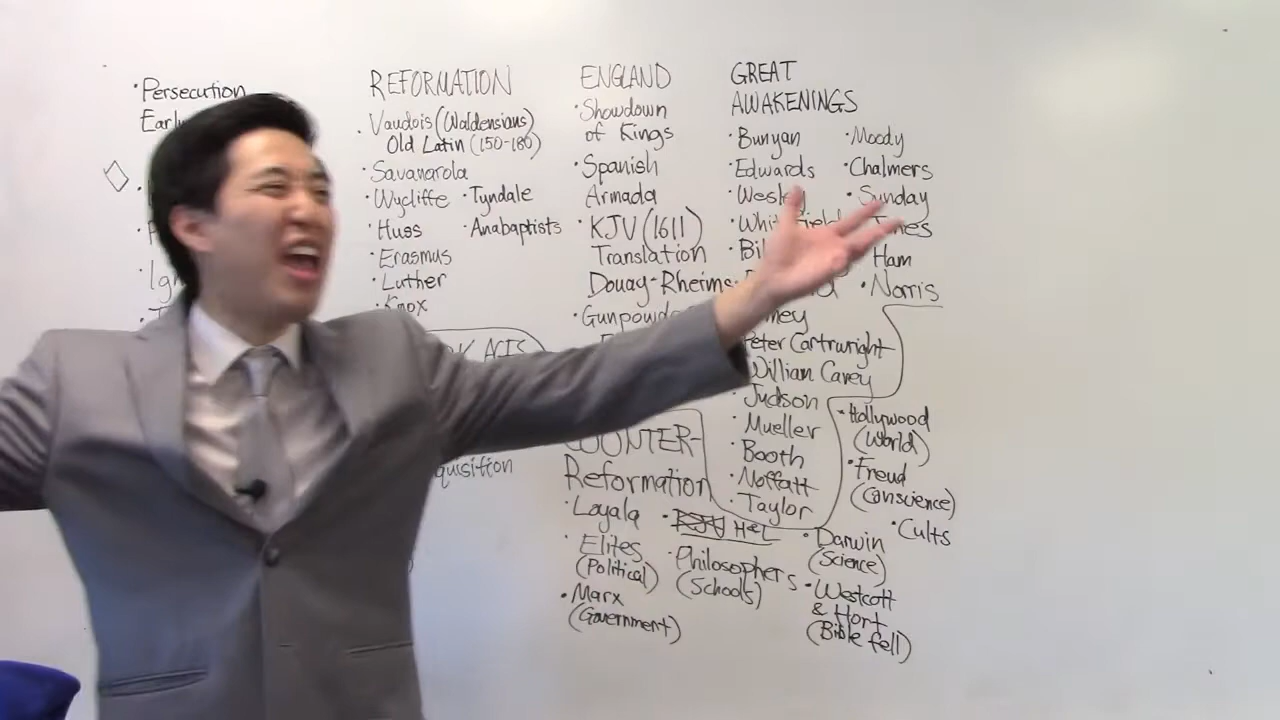 • Persecution
REFORMATION
• Vaudois (Waldensians)
Old Latin (150-180)
• Savanarola
• Wycliffe • Tyndale
• Huss • Anabaptists
• Erasmus
• Luther
• Knox
ENGLAND
• Showdown
of Kings
• Spanish
Armada
• KJV (1611)
Translation
Douay-Rheims
COUNTER-
Reformation
• Loyala
• Elites
(Political)
• Marx
(Government)
H&L
• Philosophers
(Schools)
GREAT
AWAKENINGS
• Bunyan
• Edwards
Peter Cartwright
William Carey
• Judson
• Mueller
• Booth
• Moffatt
• Taylor
• Moody
• Chalmers
• Sunday
Ham
• Norris
• Hollywood
(World)
• Freud
(Conscience)
• Cults
• Darwin
(Science)
• Westcott
& Hort
(Bible fell)